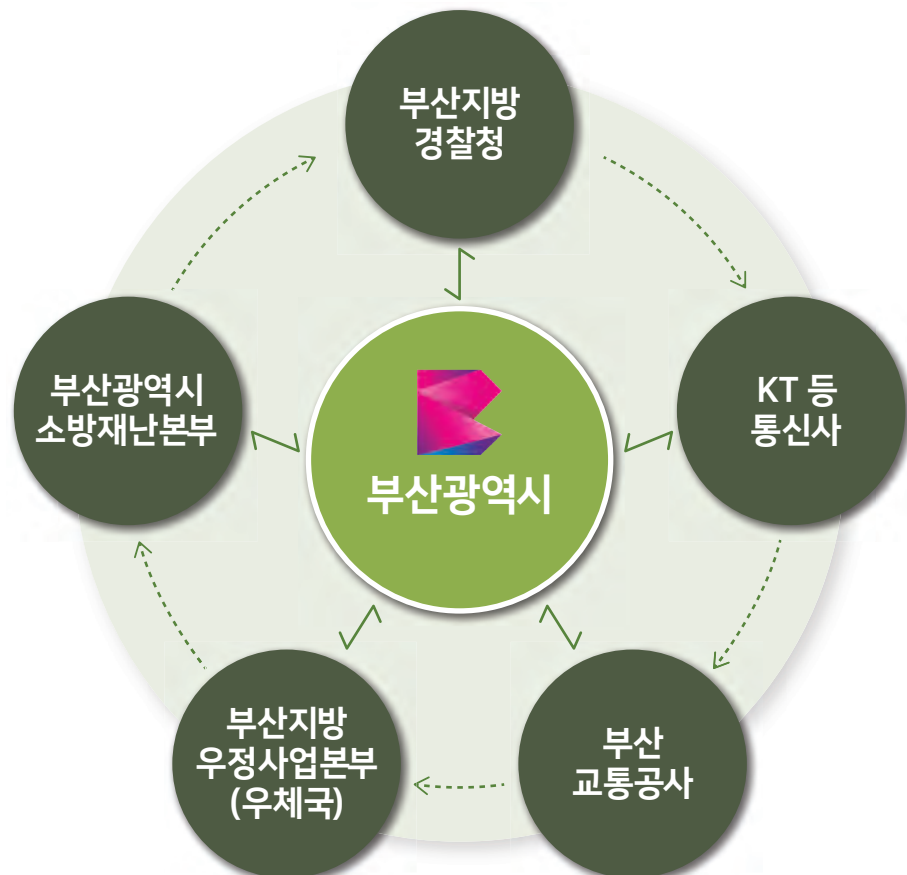 부산지방
경찰청
부산광역시
소방재난본부
KT 등
통신사
부산광역시
부산지방
우정사업본부
(우체국)
부산
교통공사